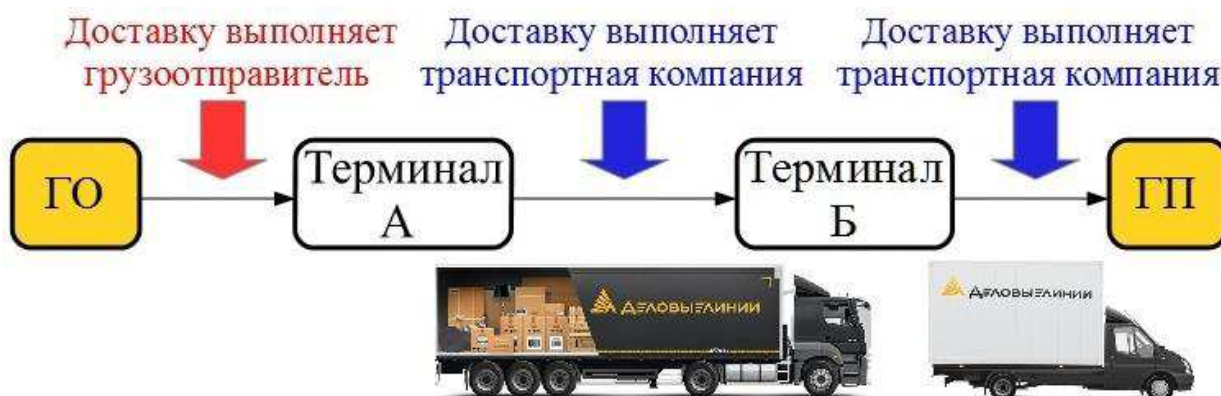 Доставку выполняет
грузоотправитель
Доставку выполняет
транспортная компания
Доставку выполняет
транспортная компания
ГО
Терминал
А
Терминал
Б
ГП
ДЕЛОВЫЕ ЛИНИИ
ДЕЛОВЫЕ ЛИНИИ